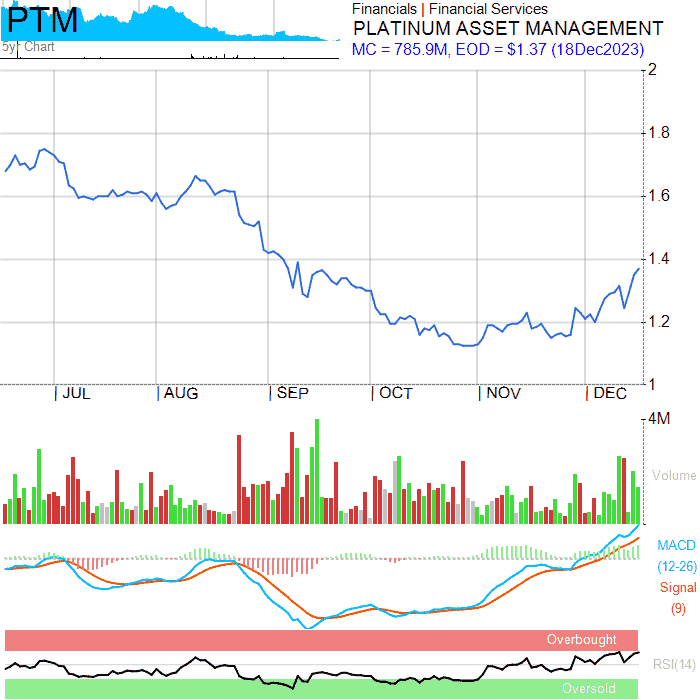 PTM
5yr Chart
Financials | Financial Services
PLATINUM ASSET MANAGEMENT
MC = 785.9M, EOD = $1.37 (18Dec2023)
2
1.8
1.6
1.4
1.2
1
JUL AUG SEP OCT NOV DEC
4M
Volume
MACD
(12-26)
Signal
(9)
Overbought
RSI(14)
Oversold